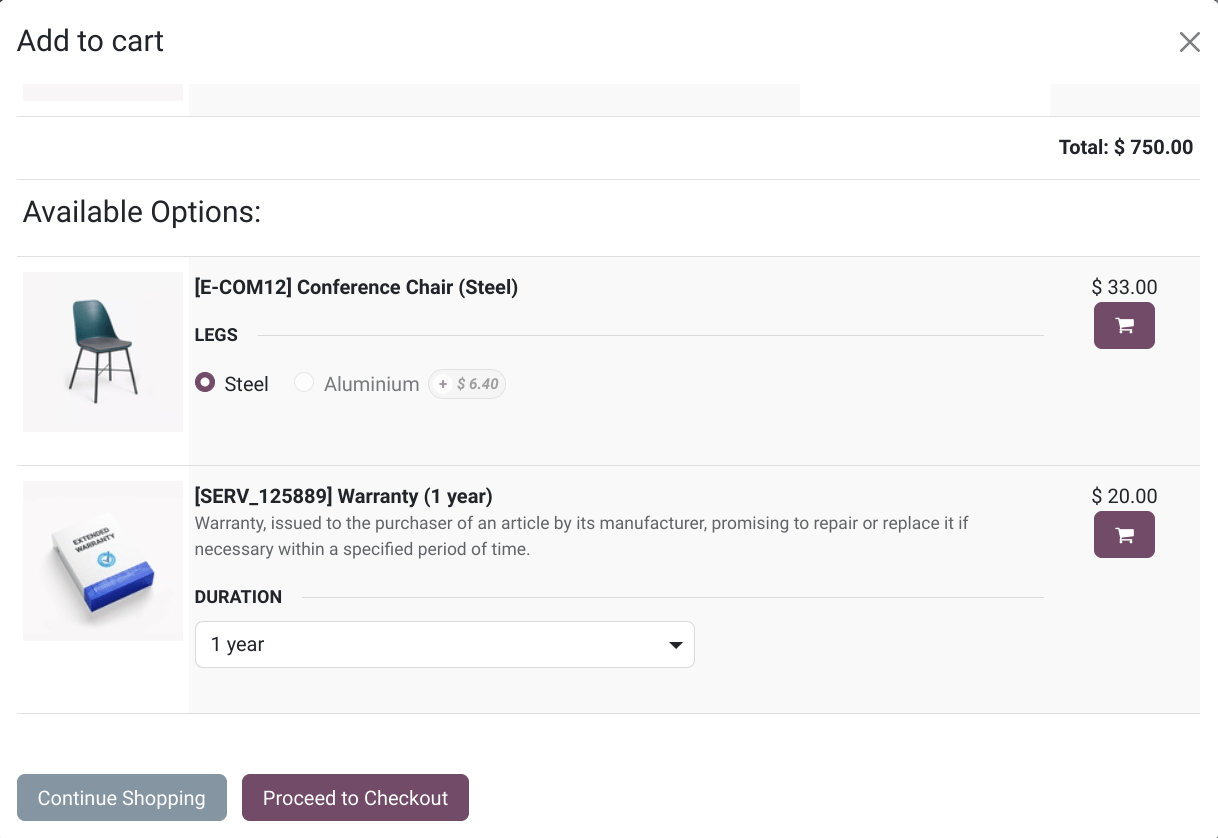 Add to cart
Total: $ 750.00
Available Options:
[E-COM12] Conference Chair (Steel)
$ 33.00
LEGS
Steel
Aluminium
+ $ 6.40
[SERV_125889] Warranty (1 year)
$ 20.00
Warranty, issued to the purchaser of an article by its manufacturer, promising to repair or replace it if
necessary within a specified period of time.
EXTENDED
WARRANTY
DURATION
1 year
Continue Shopping
Proceed to Checkout